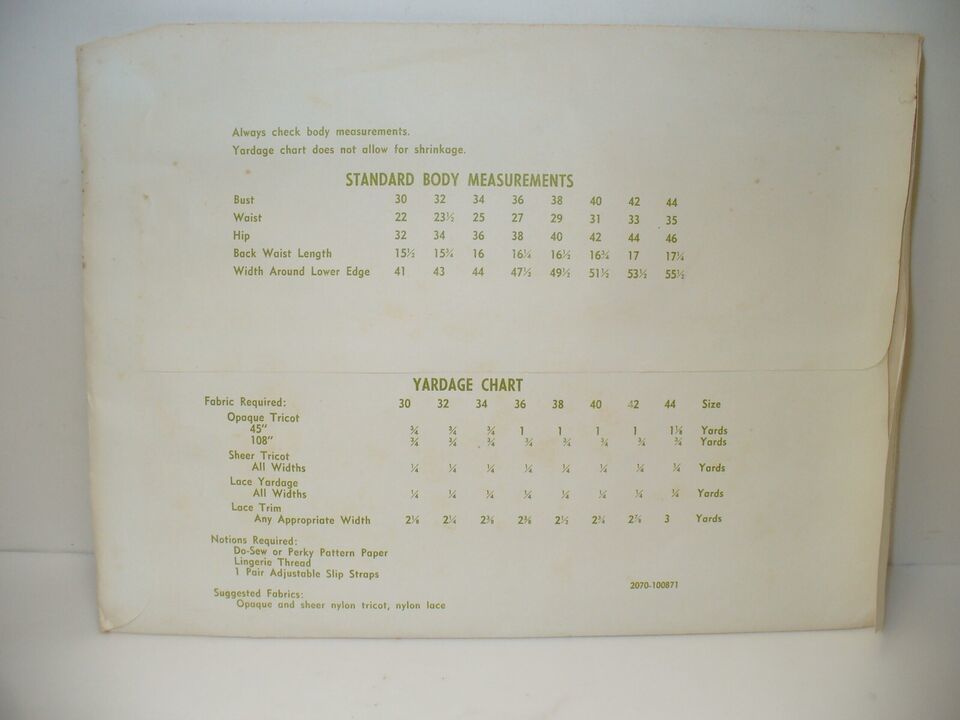 Always check body measurements.
Yardage chart does not allow for shrinkage.
STANDARD BODY MEASUREMENTS
Bust 30 32 34 36 38 40 42 44
Waist 22 23½ 25 27 29 31 33 35
Hip 32 34 36 38 40 42 44 46
Back Waist Length 15½ 15¾ 16 16¼ 16½ 16¾ 17 17¼
Width Around Lower Edge 41 43 44 47½ 49½ 51½ 53½ 55½
YARDAGE CHART
Fabric Required: 30 32 34 36 38 40 42 44 Size
Opaque Tricot
45" ¾ ¾ ¾ 1 1 1 1 1⅛ Yards
108" ¾ ¾ ¾ ¾ ¾ ¾ ¾ ¾ Yards
Sheer Tricot
All Widths ¼ ¼ ¼ ¼ ¼ ¼ ¼ ¼ Yards
Lace Yardage
All Widths ¼ ¼ ¼ ¼ ¼ ¼ ¼ ¼ Yards
Lace Trim
Any Appropriate Width 2⅛ 2¼ 2⅜ 2⅜ 2½ 2¾ 2⅞ 3 Yards
Notions Required:
Do-Sew or Perky Pattern Paper
Lingerie Thread
1 Pair Adjustable Slip Straps
2070-100871
Suggested Fabrics:
Opaque and sheer nylon tricot, nylon lace